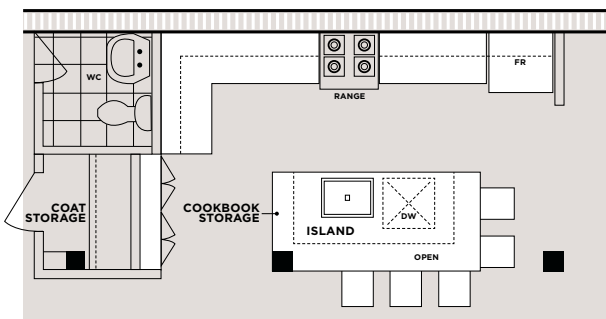 WC
FR
RANGE
COAT
STORAGE
COOKBOOK
STORAGE
DW
ISLAND
OPEN